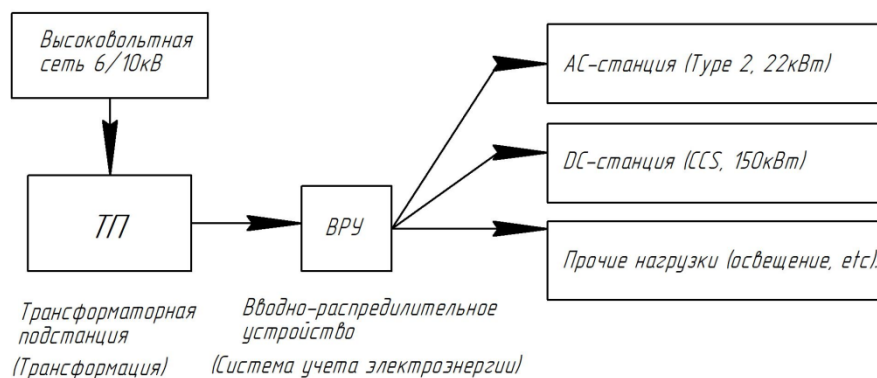 Высоковольтная
сеть 6/10кВ
ТП
Трансформаторная
подстанция
(Трансформация)
ВРУ
Вводно-распредилительное
устройство
(Система учета электроэнергии)
АС-станция (Type 2, 22кВт)
DC-станция (CCS, 150кВт)
Прочие нагрузки (освещение, etc).